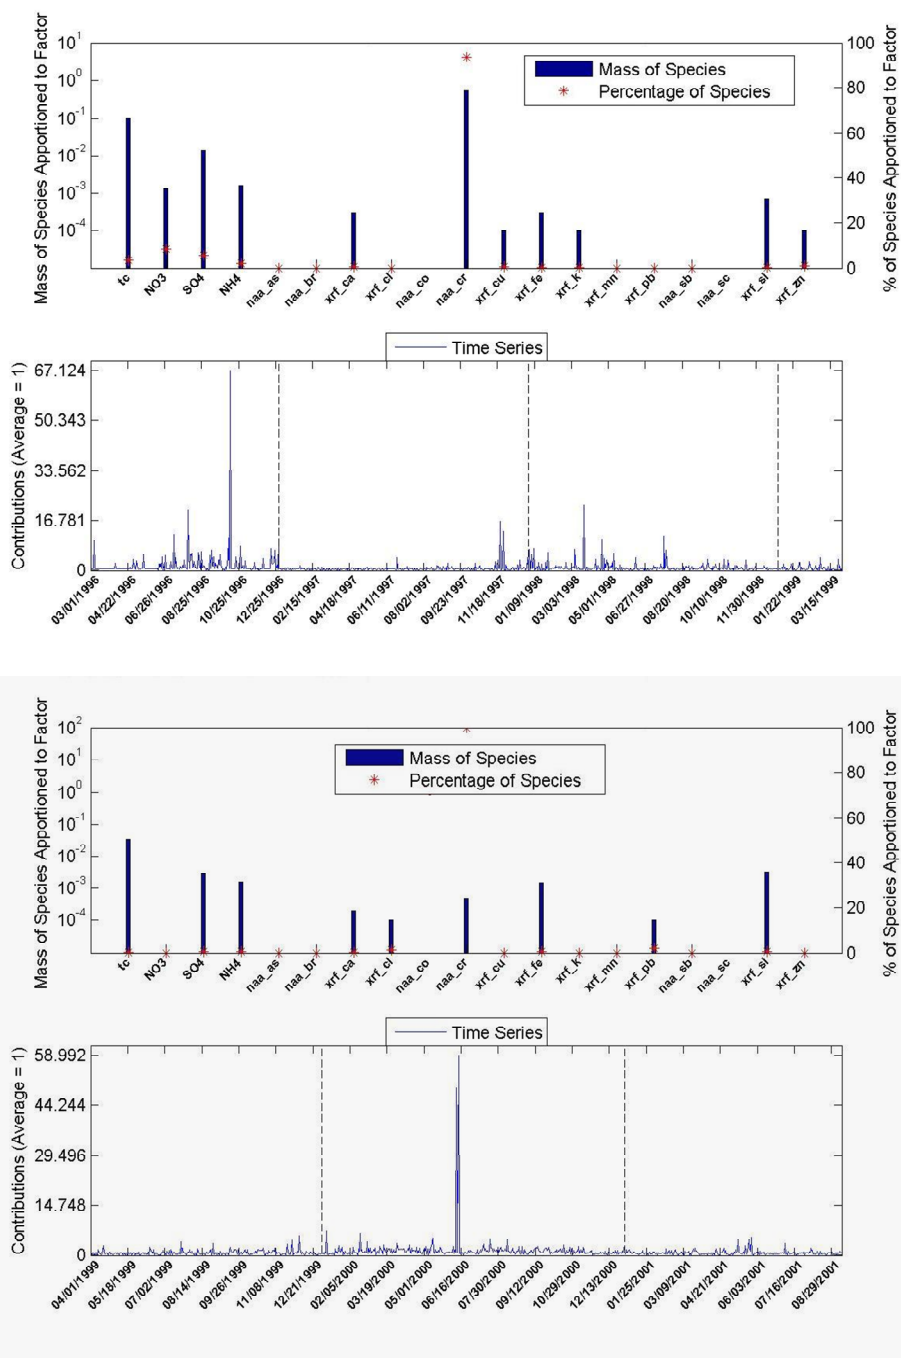 Mass of Species Apportioned to Factor
10^1
10^0
10^-1
10^-2
10^-3
10^-4
100
80
60
40
20
0
% of Species Apportioned to Factor
Mass of Species
Percentage of Species
tc NO3 SO4 NH4 naa_as naa_br xrf_ca xrf_cl naa_co naa_cr xrf_cu xrf_fe xrf_k xrf_mn xrf_pb naa_sb naa_sc xrf_si xrf_zn
Time Series
Contributions (Average = 1)
67.124
50.343
33.562
16.781
0
03/01/1996 04/22/1996 06/26/1996 08/25/1996 10/25/1996 12/25/1996 02/15/1997 04/18/1997 06/11/1997 08/02/1997 09/23/1997 11/18/1997 01/09/1998 03/03/1998 05/01/1998 06/27/1998 08/20/1998 10/10/1998 11/30/1998 01/22/1999 03/15/1999
Mass of Species Apportioned to Factor
10^2
10^1
10^0
10^-1
10^-2
10^-3
10^-4
100
80
60
40
20
0
% of Species Apportioned to Factor
Mass of Species
Percentage of Species
tc NO3 SO4 NH4 naa_as naa_br xrf_ca xrf_cl naa_co naa_cr xrf_cu xrf_fe xrf_k xrf_mn xrf_pb naa_sb naa_sc xrf_si xrf_zn
Time Series
Contributions (Average = 1)
58.992
44.244
29.496
14.748
0
04/01/1999 05/18/1999 07/02/1999 08/14/1999 09/26/1999 11/08/1999 12/21/1999 02/05/2000 03/19/2000 05/01/2000 06/16/2000 07/30/2000 09/12/2000 10/29/2000 12/13/2000 01/25/2001 03/09/2001 04/21/2001 06/03/2001 07/16/2001 08/29/2001